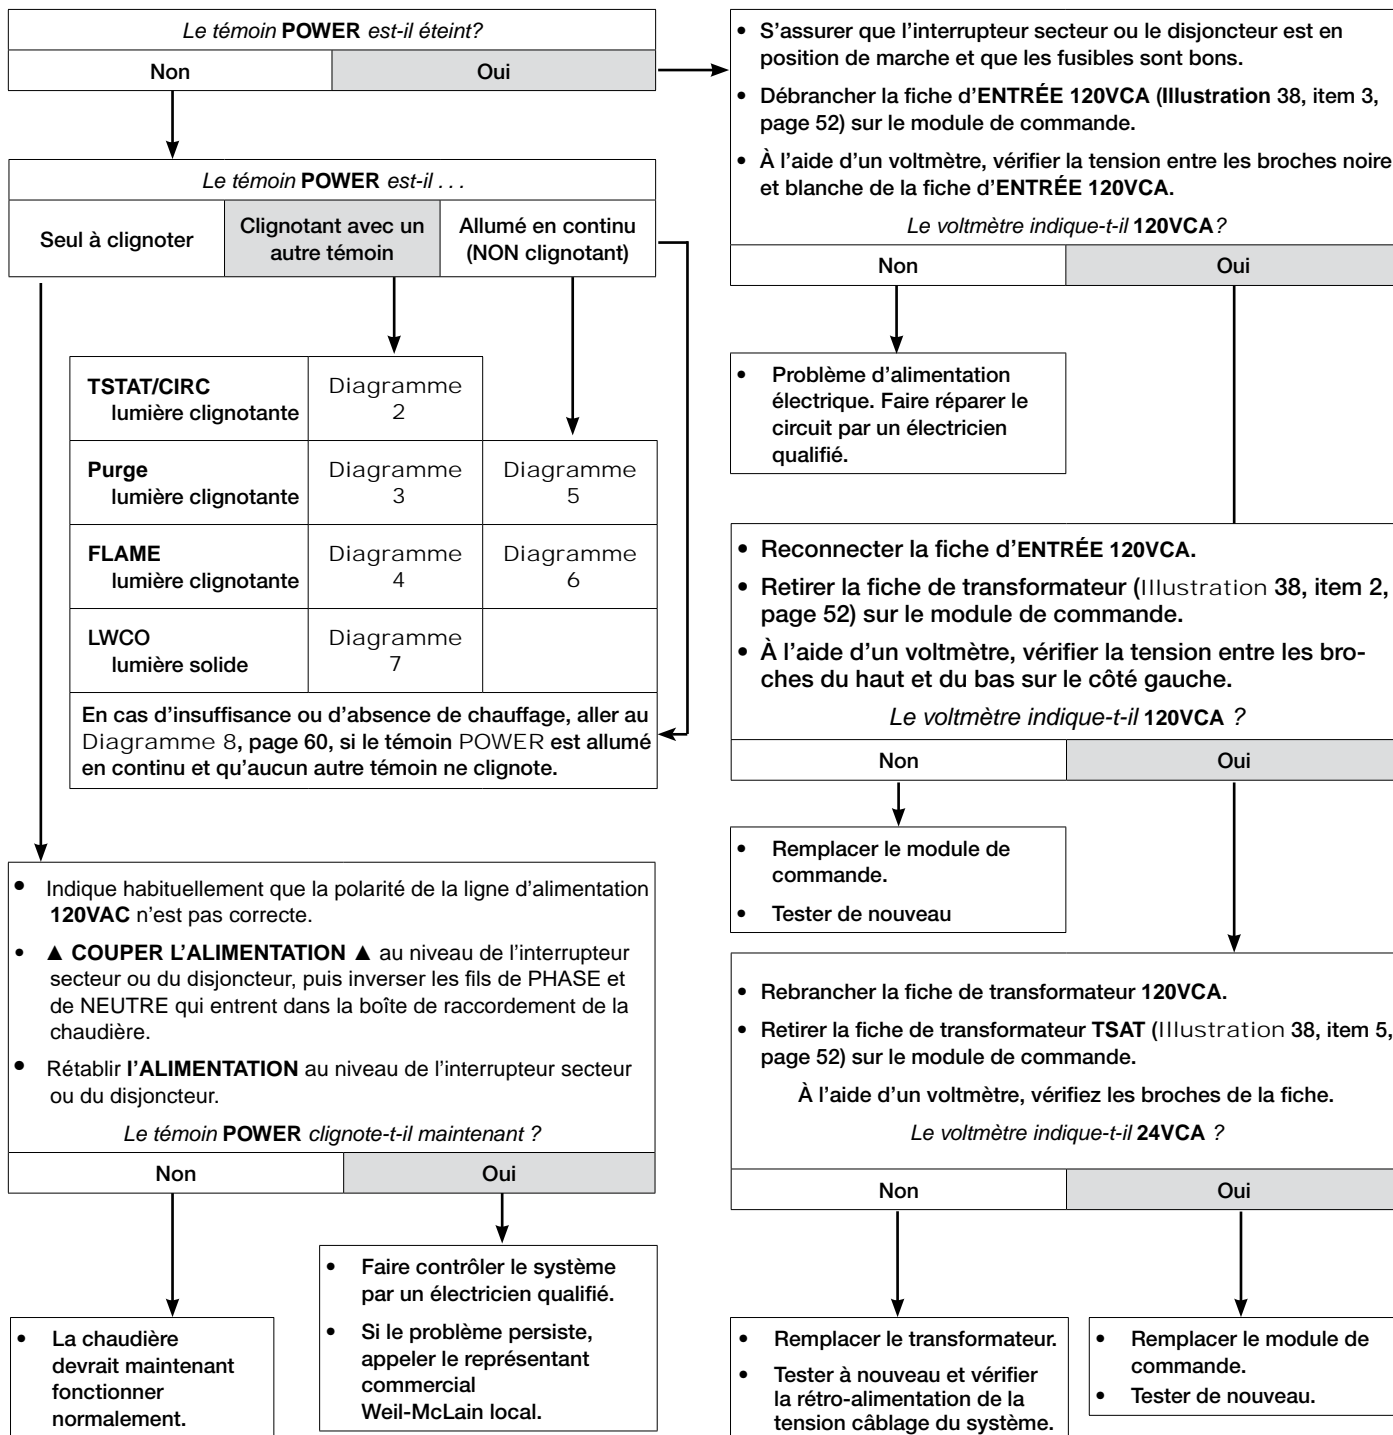 Le témoin POWER est-il éteint?
Non
Oui
Le témoin POWER est-il . . .
Seul à clignoter
Clignotant avec un
autre témoin
Allumé en continu
(NON clignotant)
TSTAT/CIRC
lumière clignotante
Diagramme
2
Purge
lumière clignotante
Diagramme
3
Diagramme
5
FLAME
lumière clignotante
Diagramme
4
Diagramme
6
LWCO
lumière solide
Diagramme
7
En cas d'insuffisance ou d'absence de chauffage, aller au
Diagramme 8, page 60, si le témoin POWER est allumé
en continu et qu'aucun autre témoin ne clignote.
• Indique habituellement que la polarité de la ligne d'alimentation
120VAC n'est pas correcte.
• ▲ COUPER L'ALIMENTATION ▲ au niveau de l'interrupteur
secteur ou du disjoncteur, puis inverser les fils de PHASE et
de NEUTRE qui entrent dans la boîte de raccordement de la
chaudière.
• Rétablir l'ALIMENTATION au niveau de l'interrupteur secteur
ou du disjoncteur.
Le témoin POWER clignote-t-il maintenant ?
Non
Oui
• La chaudière
devrait maintenant
fonctionner
normalement.
• Faire contrôler le système
par un électricien qualifié.
• Si le problème persiste,
appeler le représentant
commercial
Weil-McLain local.
• S'assurer que l'interrupteur secteur ou le disjoncteur est en
position de marche et que les fusibles sont bons.
• Débrancher la fiche d'ENTRÉE 120VCA (Illustration 38, item 3,
page 52) sur le module de commande.
• À l'aide d'un voltmètre, vérifier la tension entre les broches noire
et blanche de la fiche d'ENTRÉE 120VCA.
Le voltmètre indique-t-il 120VCA?
Non
Oui
• Problème d'alimentation
électrique. Faire réparer le
circuit par un électricien
qualifié.
• Reconnecter la fiche d'ENTRÉE 120VCA.
• Retirer la fiche de transformateur (Illustration 38, item 2,
page 52) sur le module de commande.
• À l'aide d'un voltmètre, vérifier la tension entre les bro-
ches du haut et du bas sur le côté gauche.
Le voltmètre indique-t-il 120VCA ?
Non
Oui
• Remplacer le module de
commande.
• Tester de nouveau
• Rebrancher la fiche de transformateur 120VCA.
• Retirer la fiche de transformateur TSAT (Illustration 38, item 5,
page 52) sur le module de commande.
À l'aide d'un voltmètre, vérifiez les broches de la fiche.
Le voltmètre indique-t-il 24VCA ?
Non
Oui
• Remplacer le transformateur.
• Tester à nouveau et vérifier
la rétro-alimentation de la
tension câblage du système.
• Remplacer le module de
commande.
• Tester de nouveau.